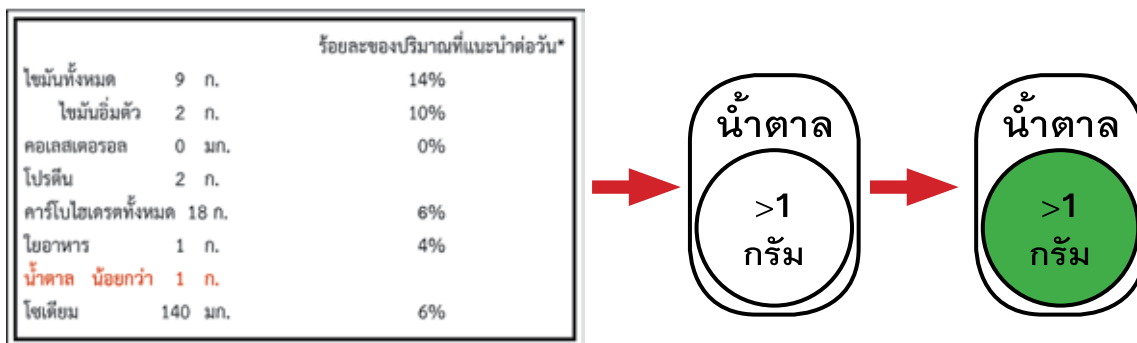 ร้อยละของปริมาณที่แนะนำต่อวัน*
ไขมันทั้งหมด 9 ก. 14%
ไขมันอิ่มตัว 2 ก. 10%
คอเลสเตอรอล 0 มก. 0%
โปรตีน 2 ก.
คาร์โบไฮเดรตทั้งหมด 18 ก. 6%
ใยอาหาร 1 ก. 4%
น้ำตาล น้อยกว่า 1 ก.
โซเดียม 140 มก. 6%
น้ำตาล
>1
กรัม
น้ำตาล
>1
กรัม